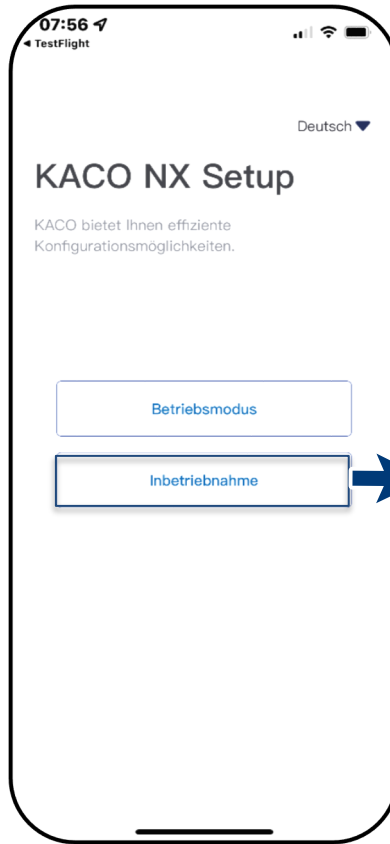 07:56
TestFlight
Deutsch
KACO NX Setup
KACO bietet Ihnen effiziente
Konfigurationsmöglichkeiten.
Betriebsmodus
Inbetriebnahme